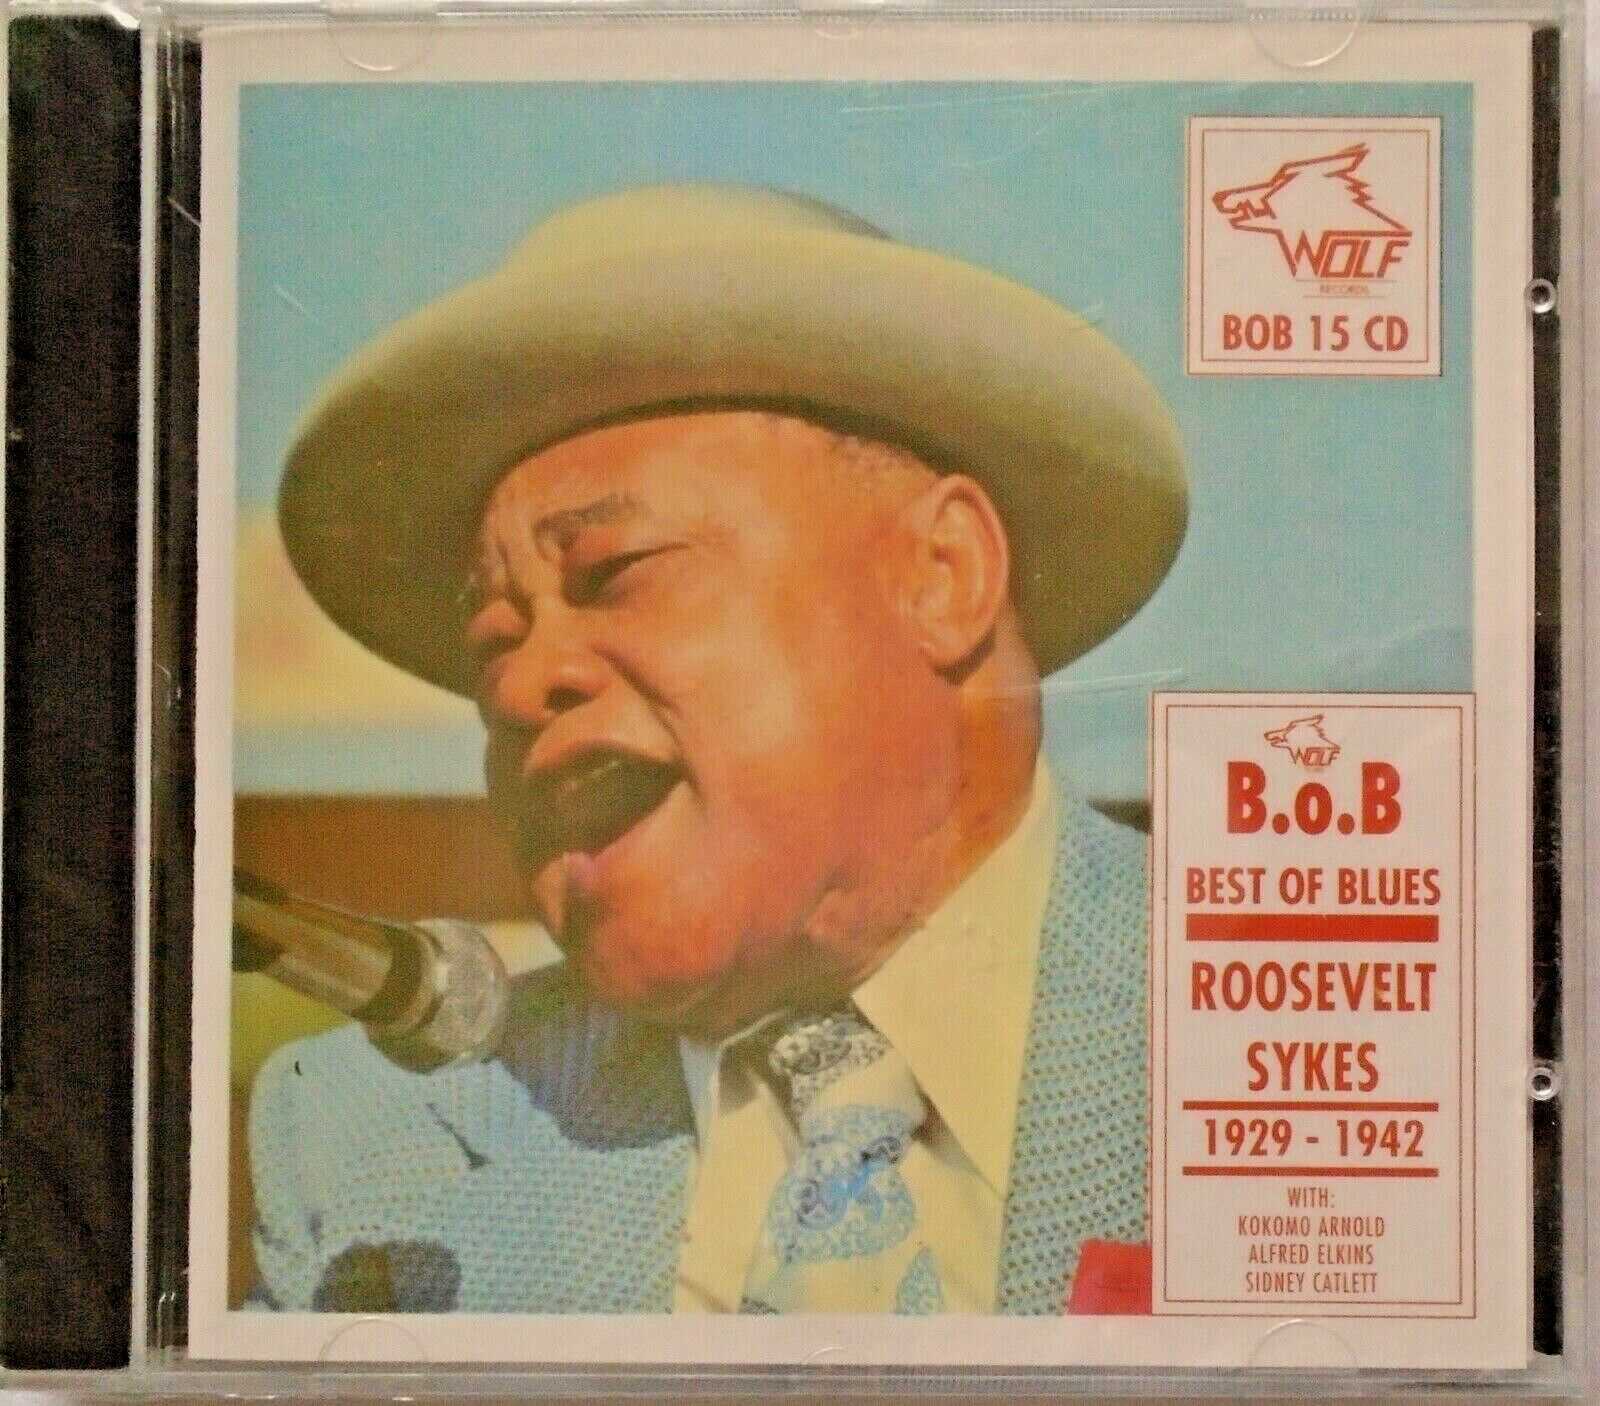 WOLF
RECORDS
BOB 15 CD
WOLF
B.o.B
BEST OF BLUES
ROOSEVELT
SYKES
1929 - 1942
WITH:
KOKOMO ARNOLD
ALFRED ELKINS
SIDNEY CATLETT